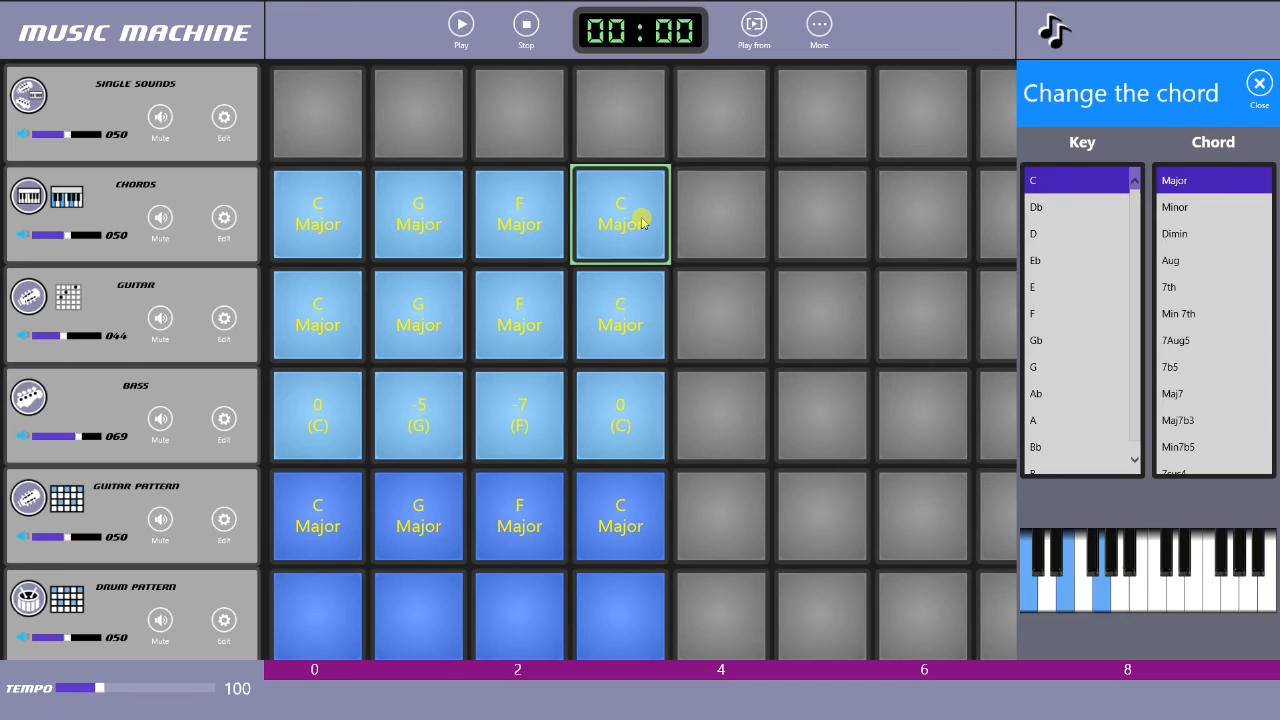 MUSIC MACHINE
Play
Stop
00:00
Play from
More
Change the chord
Close
SINGLE SOUNDS
050
Mute
Edit
Key
Chord
CHORDS
050
Mute
Edit
C
Major
G
Major
F
Major
C
Major
C
Db
D
Eb
E
F
Gb
G
Ab
A
Bb
Major
Minor
Dimin
Aug
7th
Min 7th
7Aug5
7b5
Maj7
Maj7b3
Min7b5
GUITAR
044
Mute
Edit
C
Major
G
Major
F
Major
C
Major
BASS
069
Mute
Edit
0
(C)
-5
(G)
-7
(F)
0
(C)
GUITAR PATTERN
050
Mute
Edit
C
Major
G
Major
F
Major
C
Major
DRUM PATTERN
050
Mute
Edit
0
2
4
6
8
TEMPO
100